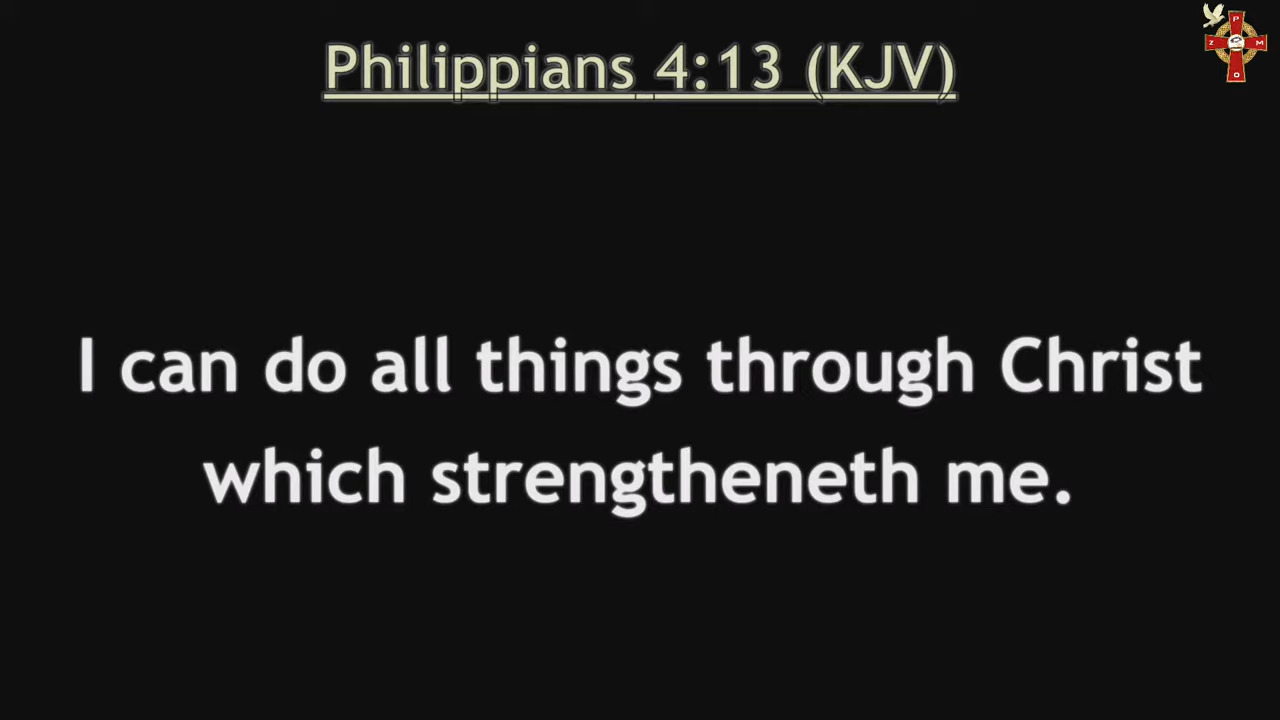 Philippians 4:13 (KJV)
P
Z M
O
I can do all things through Christ
which strengtheneth me.